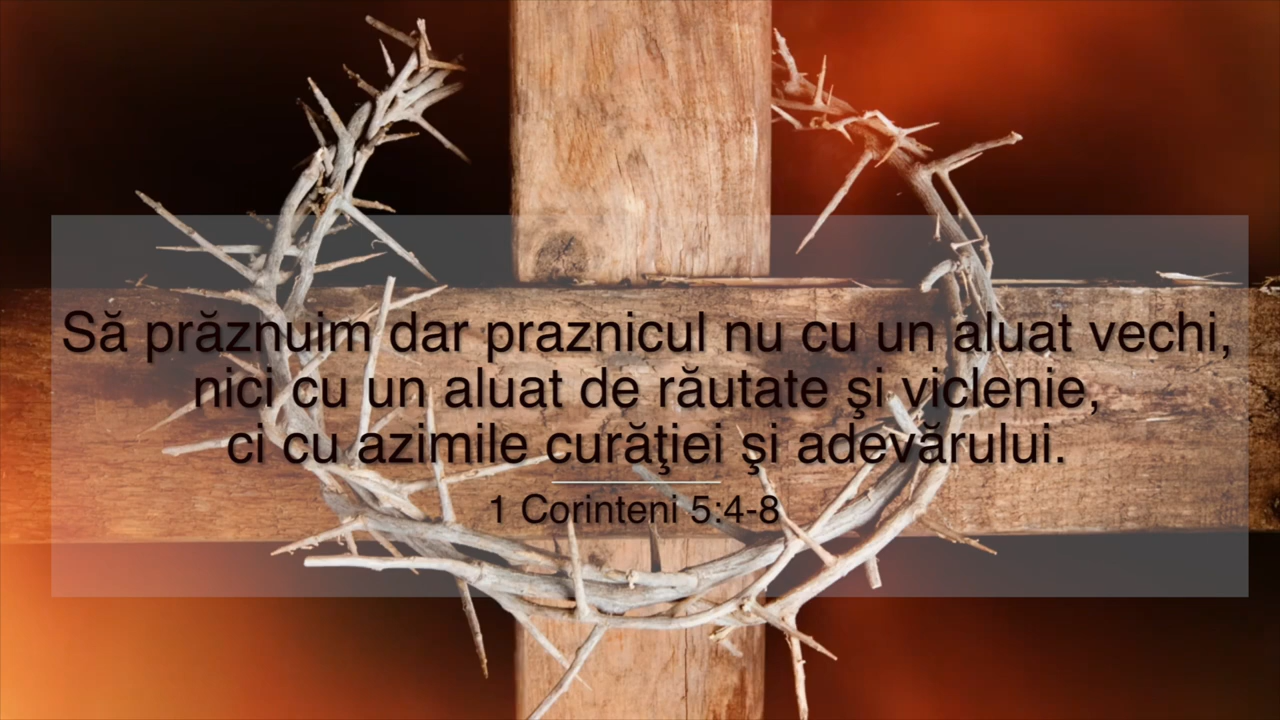 Să prăznuim dar praznicul nu cu un aluat vechi,
nici cu un aluat de răutate şi viclenie,
ci cu azimile curăţiei şi adevărului.
1 Corinteni 5:4-8